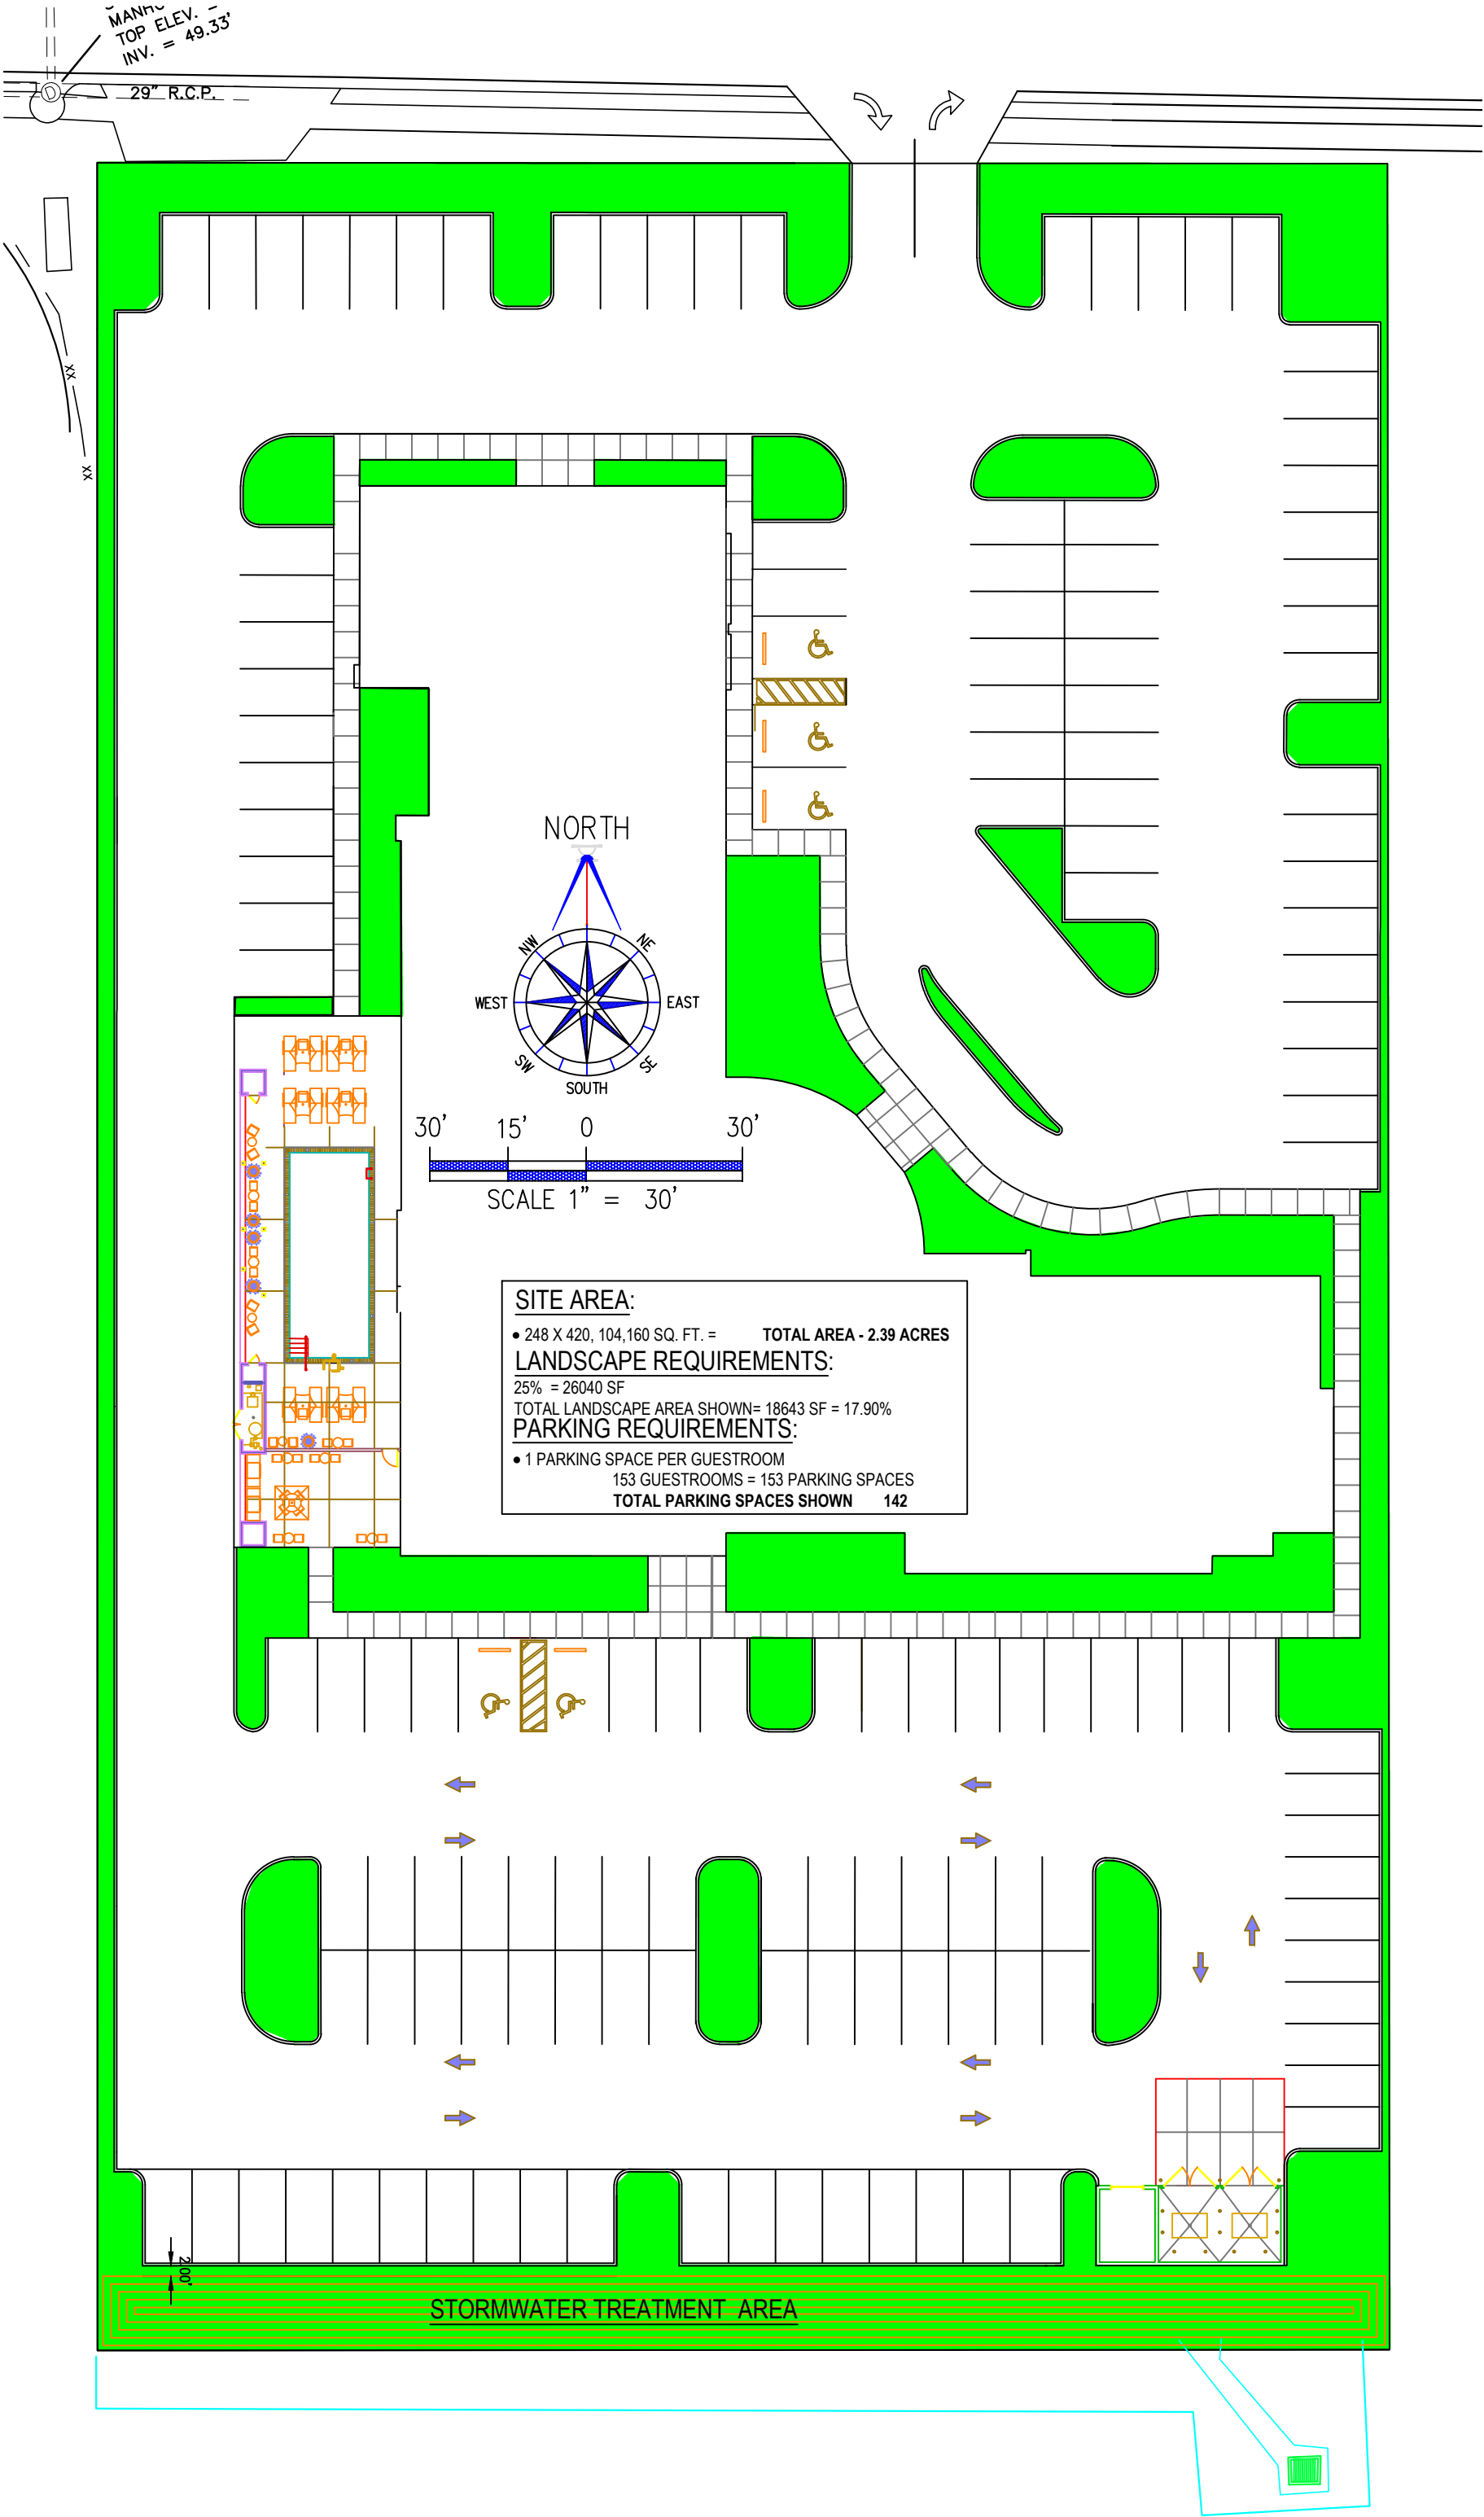 TOP ELEV. =
INV. = 49.33'
29" R.C.P.
XX
XX
NORTH
NW
NE
WEST
EAST
SW
SE
SOUTH
30' 15' 0 30'
SCALE 1" = 30'
SITE AREA:
• 248 X 420, 104,160 SQ. FT. = TOTAL AREA - 2.39 ACRES
LANDSCAPE REQUIREMENTS:
25% = 26040 SF
TOTAL LANDSCAPE AREA SHOWN= 18643 SF = 17.90%
PARKING REQUIREMENTS:
• 1 PARKING SPACE PER GUESTROOM
153 GUESTROOMS = 153 PARKING SPACES
TOTAL PARKING SPACES SHOWN 142
2.00'
STORMWATER TREATMENT AREA